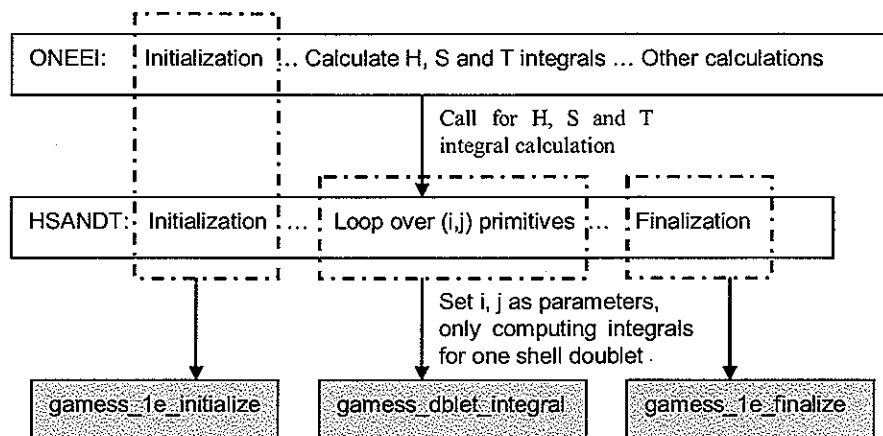 ONEEI: Initialization ... Calculate H, S and T integrals ... Other calculations
Call for H, S and T
integral calculation
HSANDT: Initialization ... Loop over (i,j) primitives ... Finalization
Set i, j as parameters,
only computing integrals
for one shell doublet
gamess_1e_initialize
gamess_dblet_integral
gamess_1e_finalize